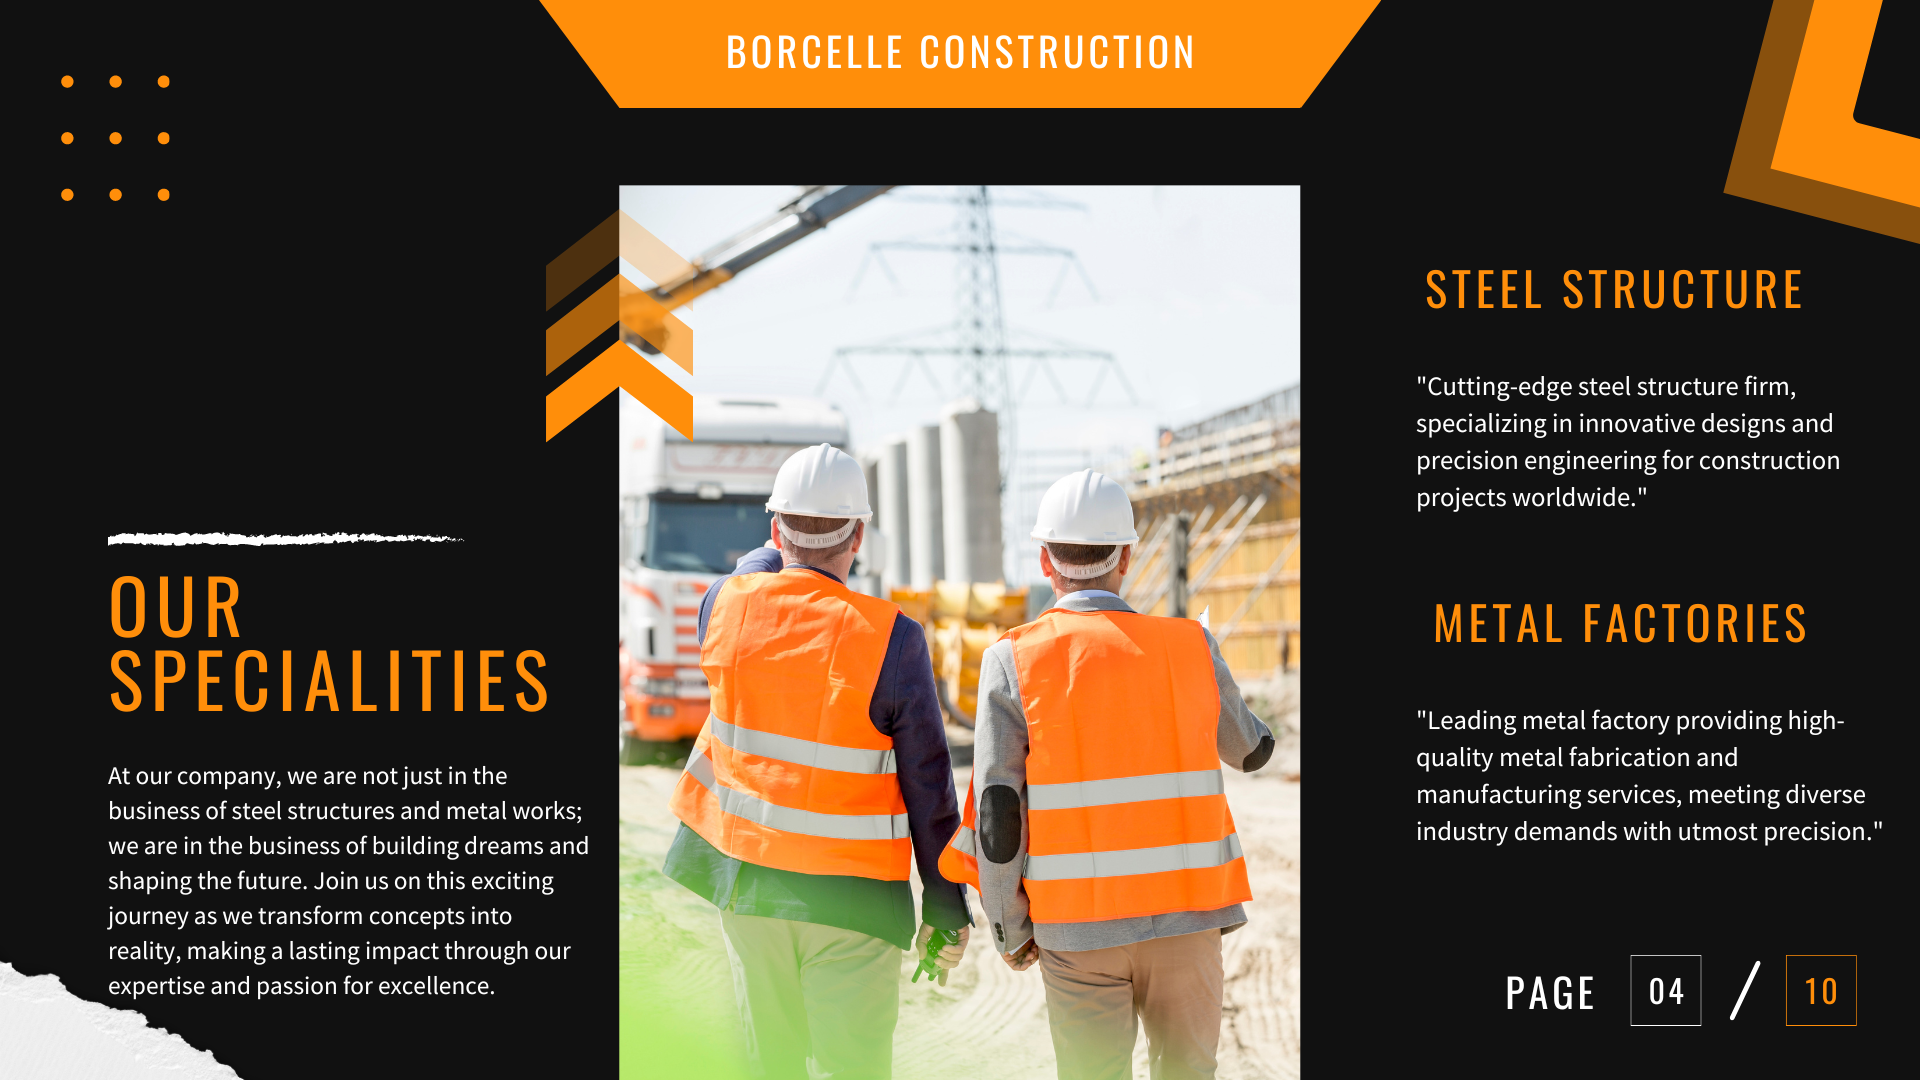 BORCELLE CONSTRUCTION
OUR
SPECIALITIES
At our company, we are not just in the
business of steel structures and metal works;
we are in the business of building dreams and
shaping the future. Join us on this exciting
journey as we transform concepts into
reality, making a lasting impact through our
expertise and passion for excellence.
STEEL STRUCTURE
"Cutting-edge steel structure firm,
specializing in innovative designs and
precision engineering for construction
projects worldwide."
METAL FACTORIES
"Leading metal factory providing high-
quality metal fabrication and
manufacturing services, meeting diverse
industry demands with utmost precision."
PAGE 04 / 10